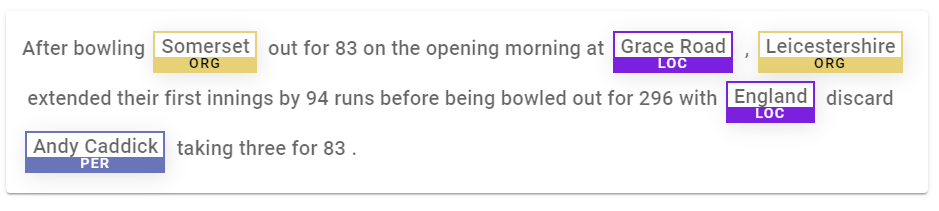 After bowling Somerset out for 83 on the opening morning at Grace Road , Leicestershire
ORG LOC ORG
extended their first innings by 94 runs before being bowled out for 296 with England discard
LOC
Andy Caddick taking three for 83 .
PER